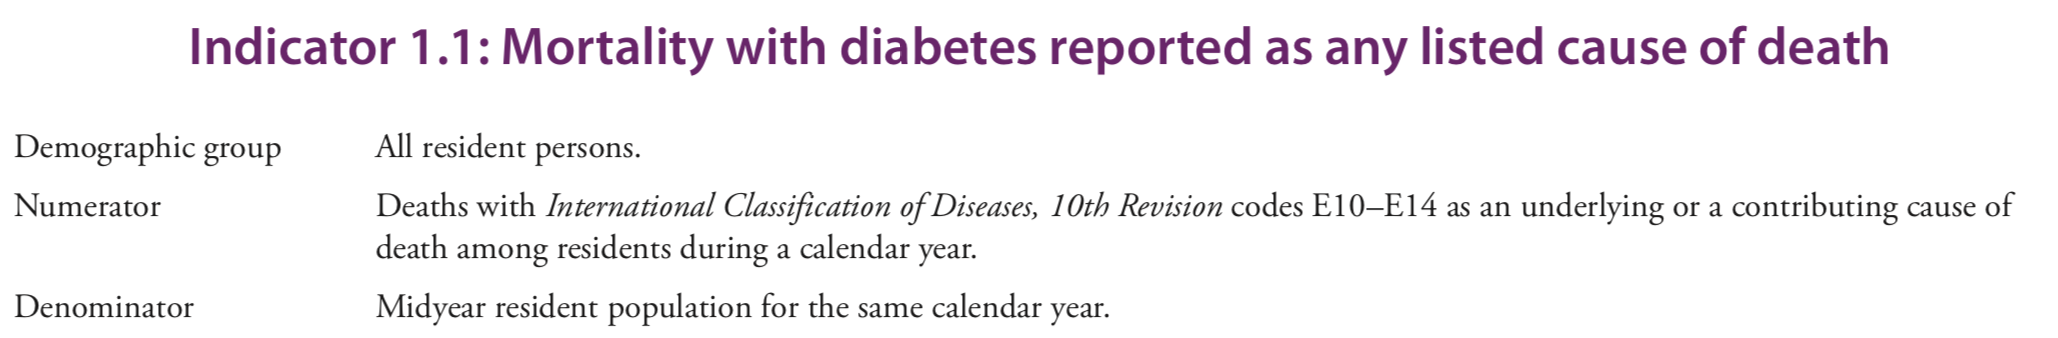 Indicator 1.1: Mortality with diabetes reported as any listed cause of death
Demographic group All resident persons.
Numerator Deaths with International Classification of Diseases, 10th Revision codes E10–E14 as an underlying or a contributing cause of
death among residents during a calendar year.
Denominator Midyear resident population for the same calendar year.